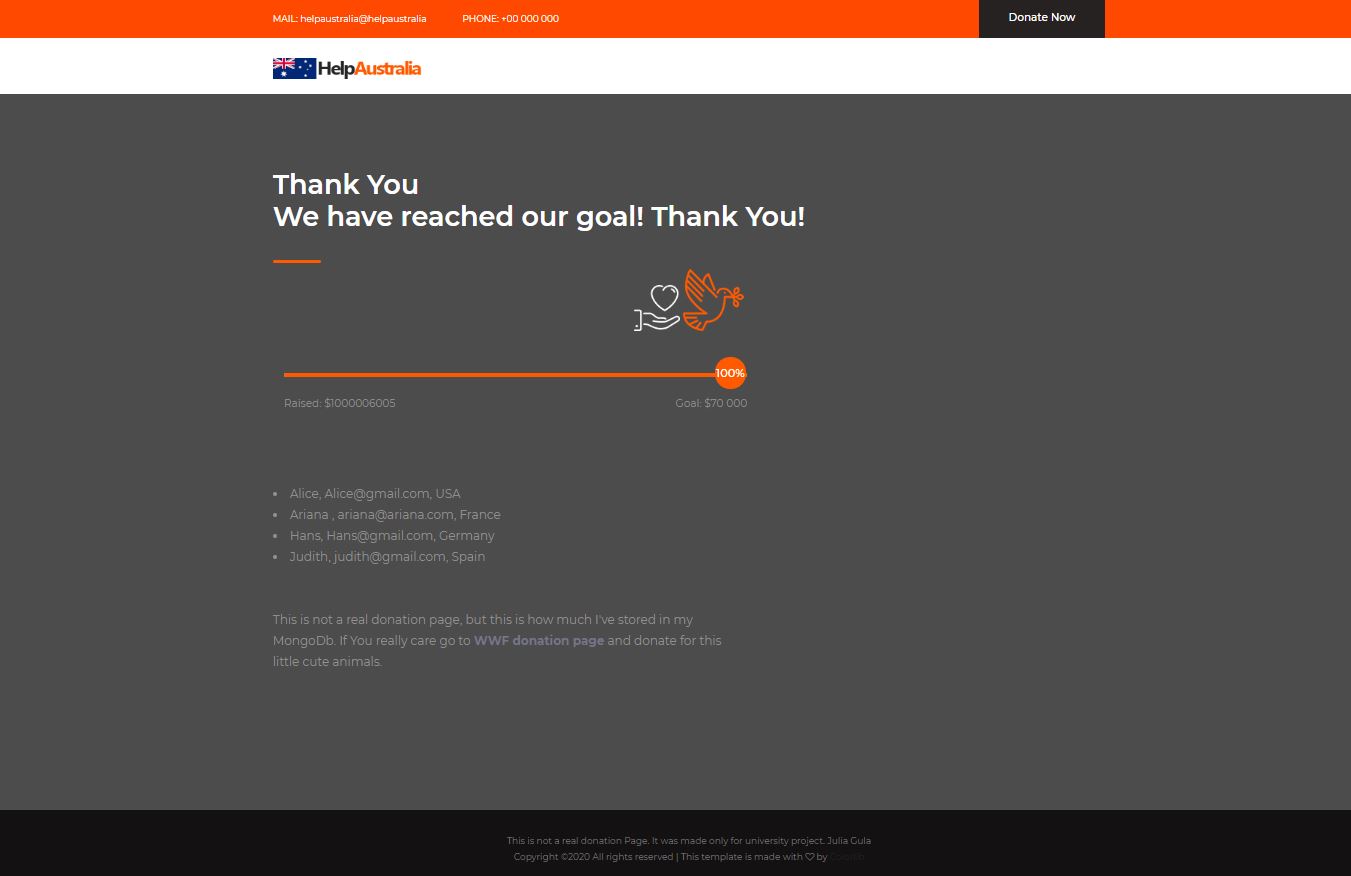 MAIL: helpaustralia@helpaustralia PHONE: +00 000 000 Donate Now
HelpAustralia
Thank You
We have reached our goal! Thank You!
100%
Raised: $1000006005 Goal: $70 000
Alice, Alice@gmail.com, USA
Ariana , ariana@ariana.com, France
Hans, Hans@gmail.com, Germany
Judith, judith@gmail.com, Spain
This is not a real donation page, but this is how much I've stored in my
MongoDb. If You really care go to WWF donation page and donate for this
little cute animals.
This is not a real donation Page. It was made only for university project. Julia Gula
Copyright ©2020 All rights reserved | This template is made with ♡ by Colorlib